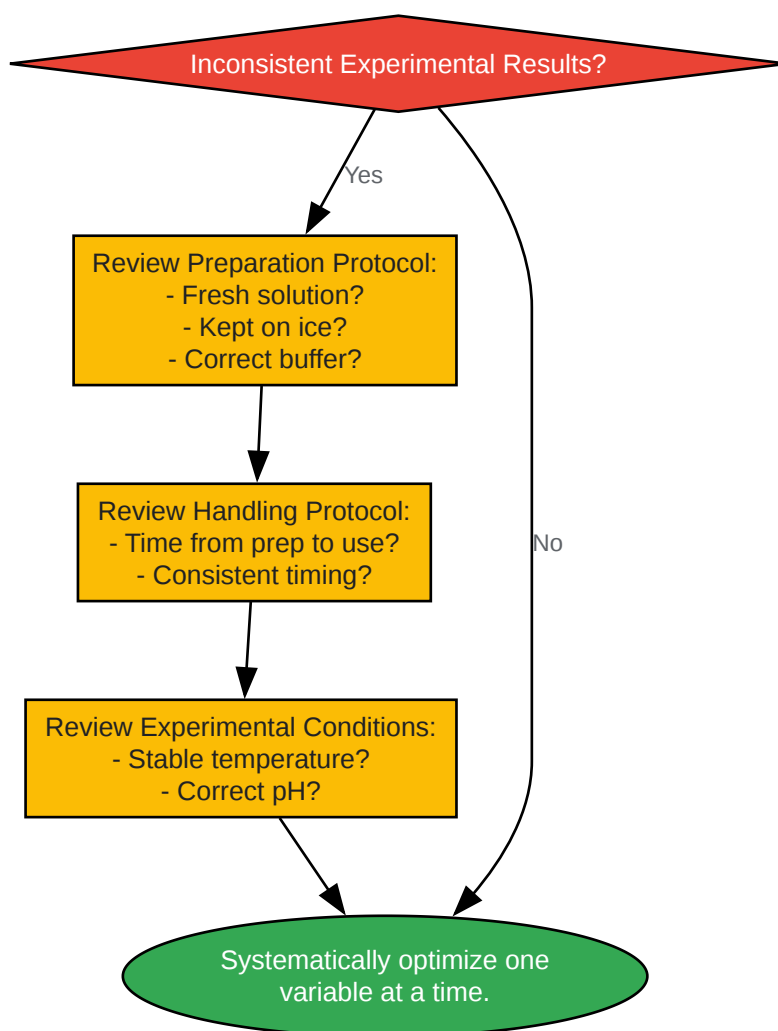 Inconsistent Experimental Results?
Yes
Review Preparation Protocol:
- Fresh solution?
- Kept on ice?
- Correct buffer?
Review Handling Protocol:
- Time from prep to use?
- Consistent timing?
No
Review Experimental Conditions:
- Stable temperature?
- Correct pH?
Systematically optimize one
variable at a time.